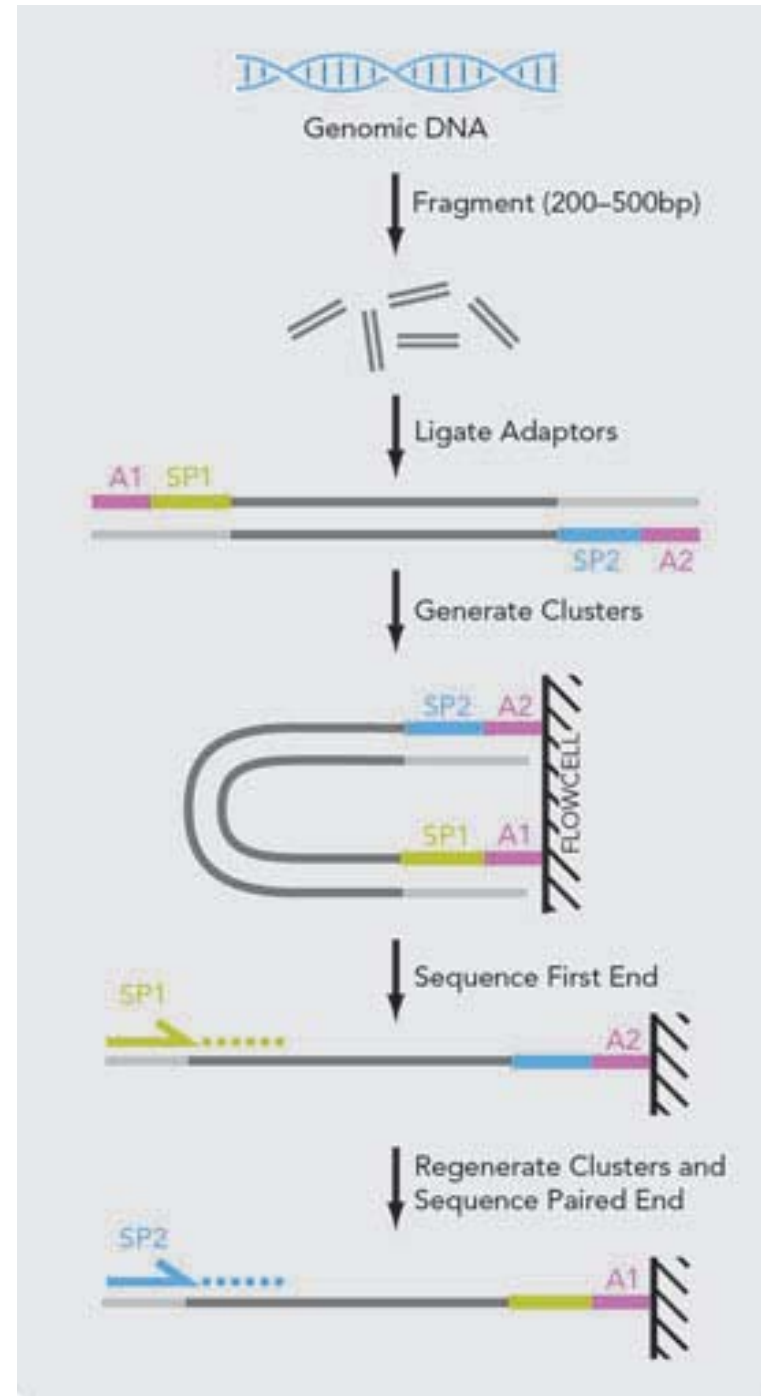 Genomic DNA
Fragment (200–500bp)
Ligate Adaptors
A1 SP1
SP2 A2
Generate Clusters
SP2 A2
FLOWCELL
SP1 A1
Sequence First End
SP1
A2
Regenerate Clusters and
Sequence Paired End
SP2
A1